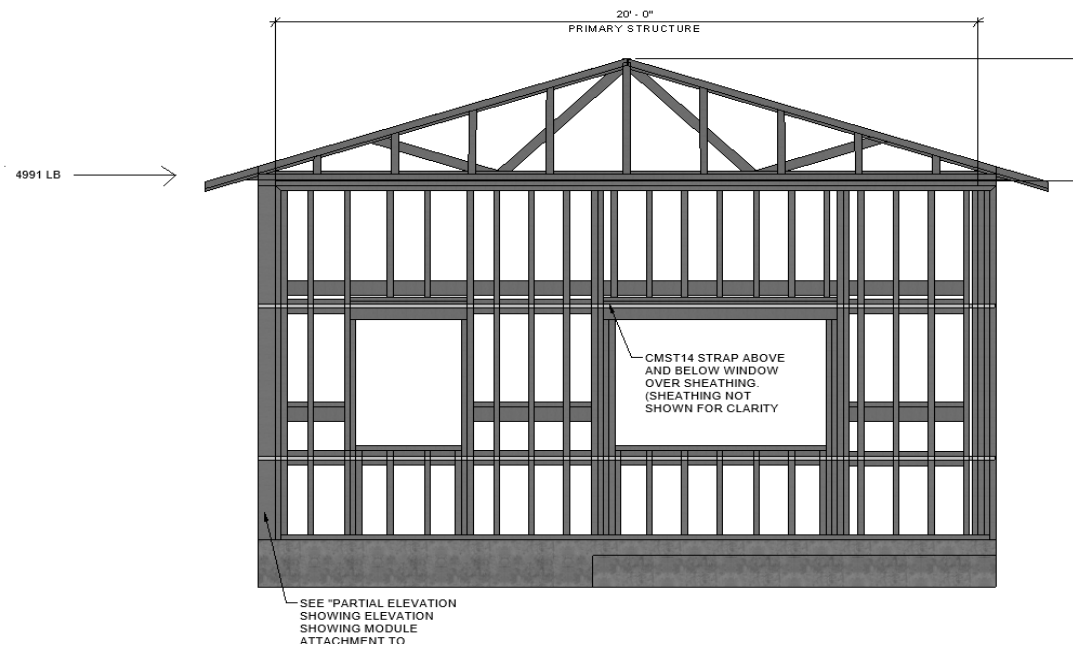 20' - 0"
PRIMARY STRUCTURE
4991 LB
CMST14 STRAP ABOVE
AND BELOW WINDOW
OVER SHEATHING.
(SHEATHING NOT
SHOWN FOR CLARITY
SEE "PARTIAL ELEVATION
SHOWING ELEVATION
SHOWING MODULE
ATTACHMENT TO